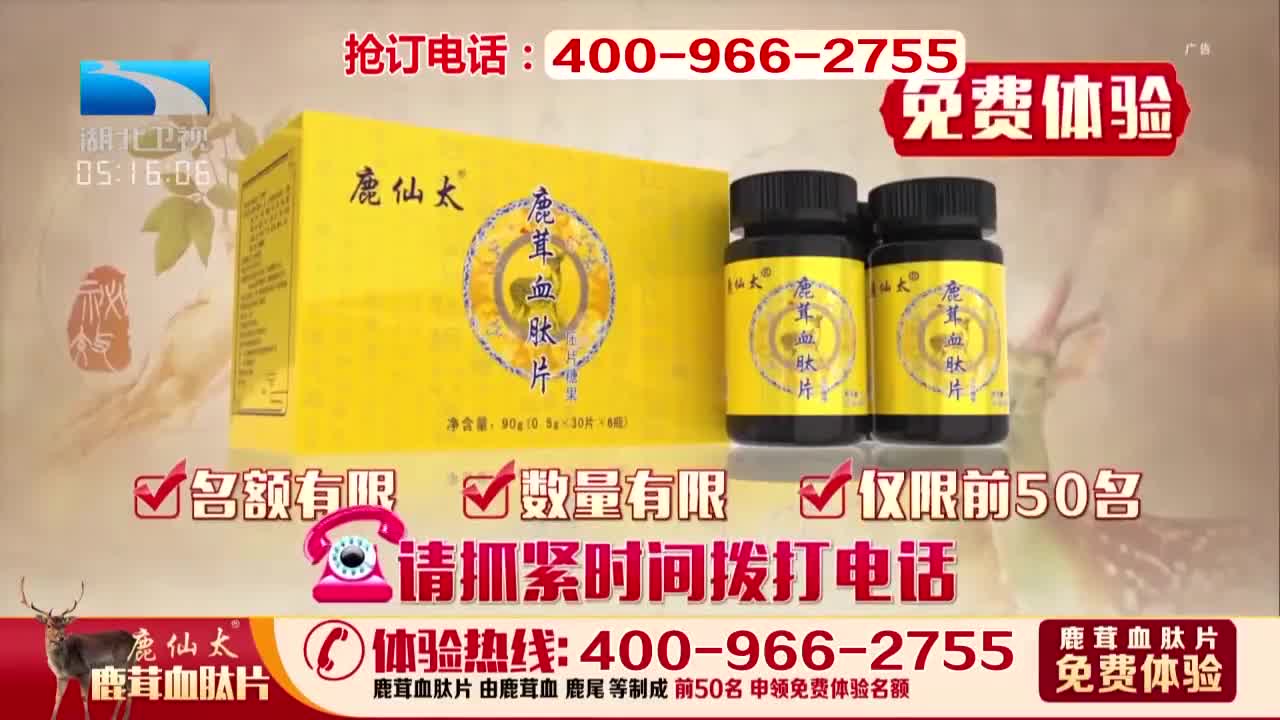 抢订电话：400-966-2755
广告
免费体验
湖北卫视
05:16:06
鹿仙太®
鹿茸血肽片
压片糖果
净含量：90g(0.5g×30片×6瓶)
鹿仙太®
鹿茸血肽片
鹿仙太®
鹿茸血肽片
名额有限 数量有限 仅限前50名
请抓紧时间拨打电话
鹿仙太®
鹿茸血肽片
体验热线:400-966-2755
鹿茸血肽片 由鹿茸血 鹿尾 等制成 前50名 申领免费体验名额
鹿茸血肽片
免费体验